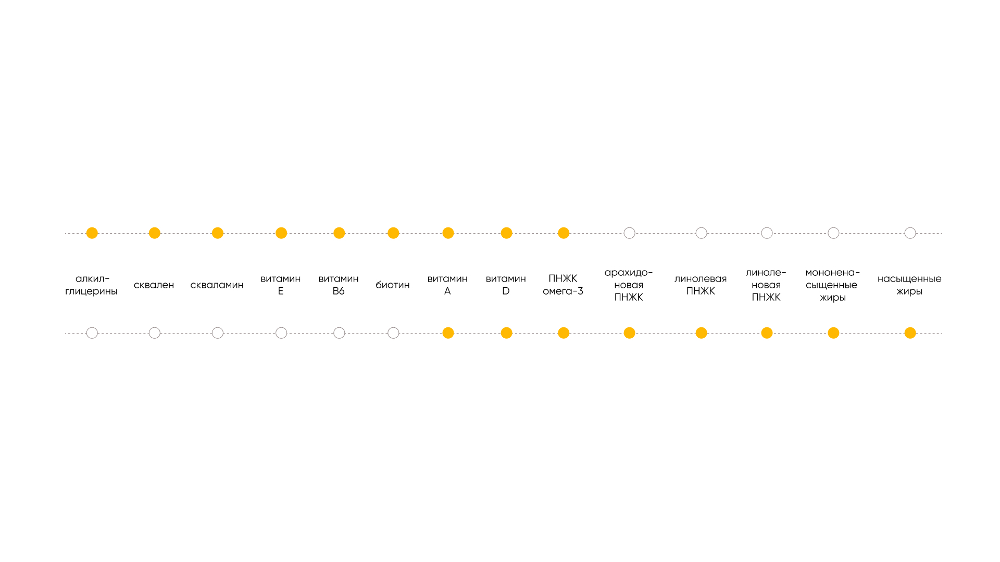 алкил-
глицерины
сквален
скваламин
витамин
E
витамин
B6
биотин
витамин
A
витамин
D
ПНЖК
омега-3
арахидо-
новая
ПНЖК
линолевая
ПНЖК
линоле-
новая
ПНЖК
мононена-
сыщенные
жиры
насыщенные
жиры